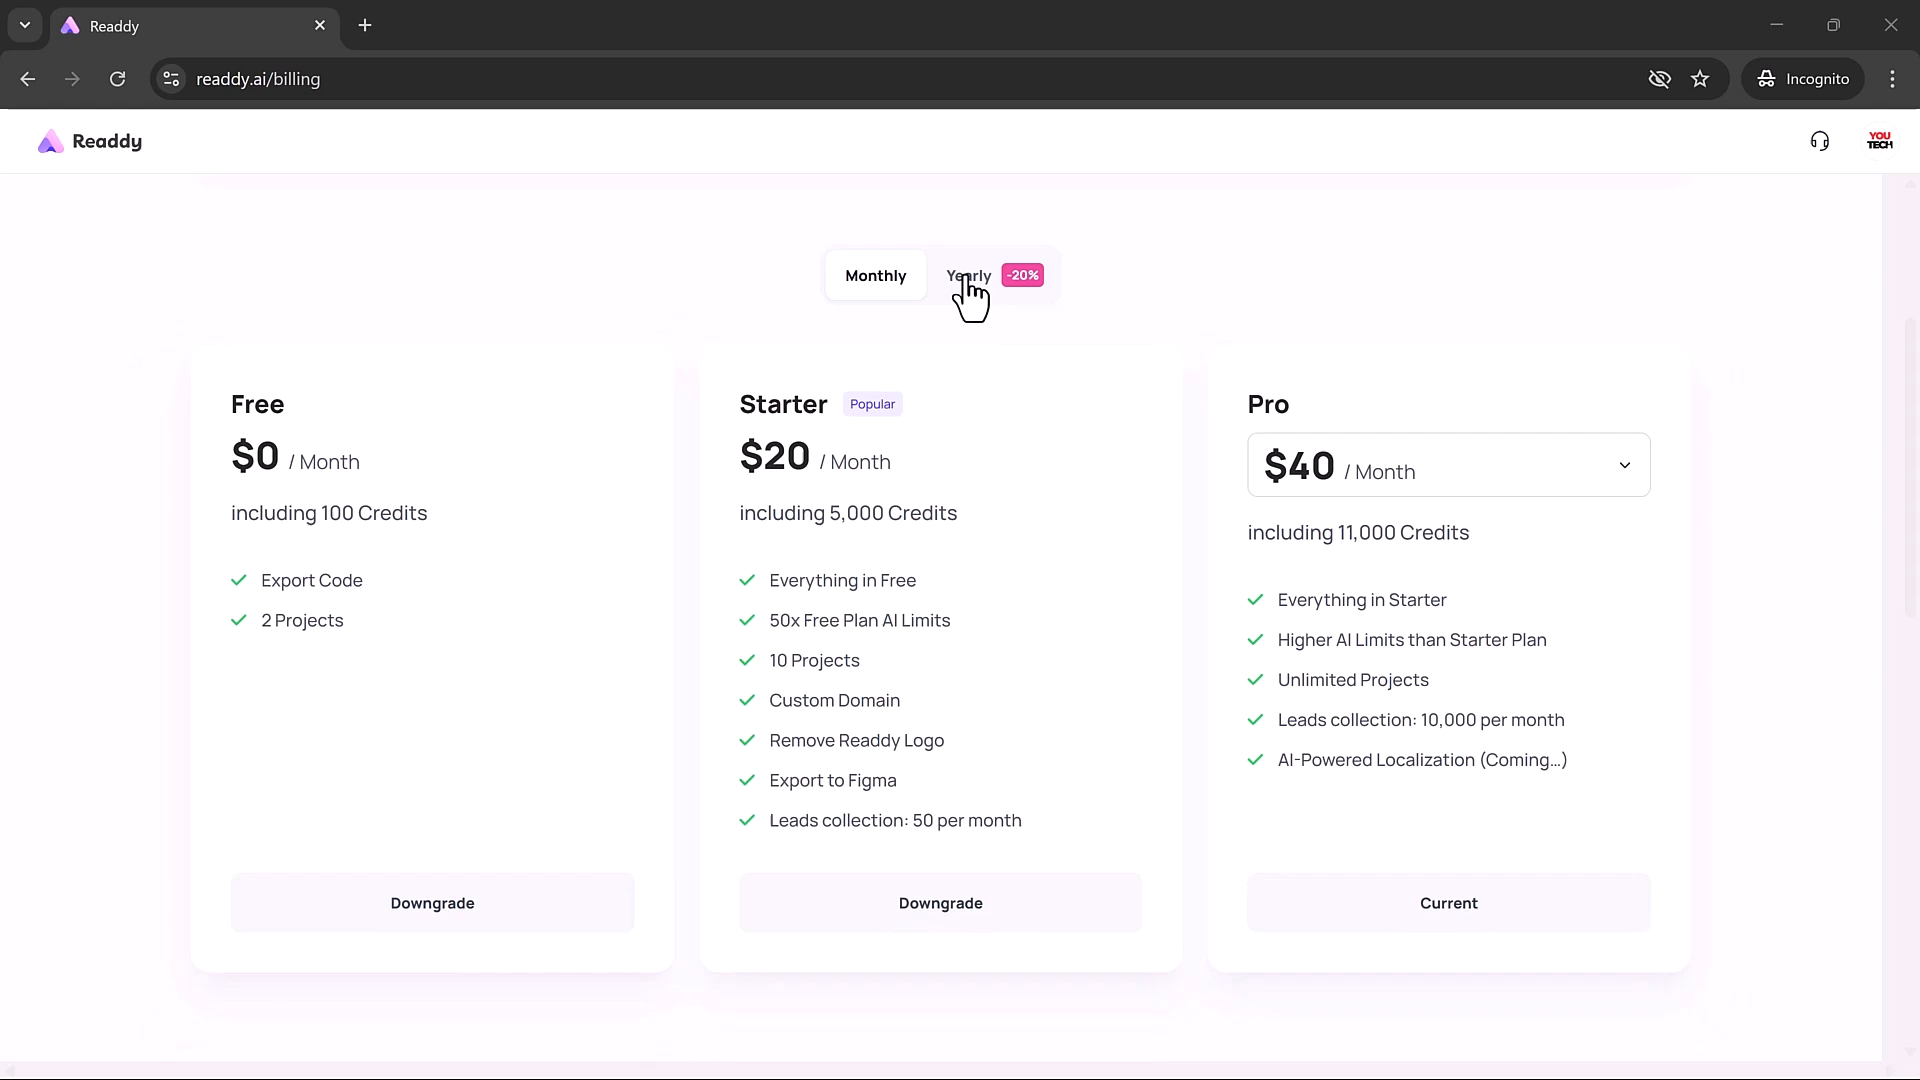 Readdy
readdy.ai/billing
Incognito
Readdy
YOU
TECH
Monthly
Yearly
-20%
Free
$0 / Month
including 100 Credits
Export Code
2 Projects
Downgrade
Starter Popular
$20 / Month
including 5,000 Credits
Everything in Free
50x Free Plan AI Limits
10 Projects
Custom Domain
Remove Readdy Logo
Export to Figma
Leads collection: 50 per month
Downgrade
Pro
$40 / Month
including 11,000 Credits
Everything in Starter
Higher AI Limits than Starter Plan
Unlimited Projects
Leads collection: 10,000 per month
AI-Powered Localization (Coming...)
Current